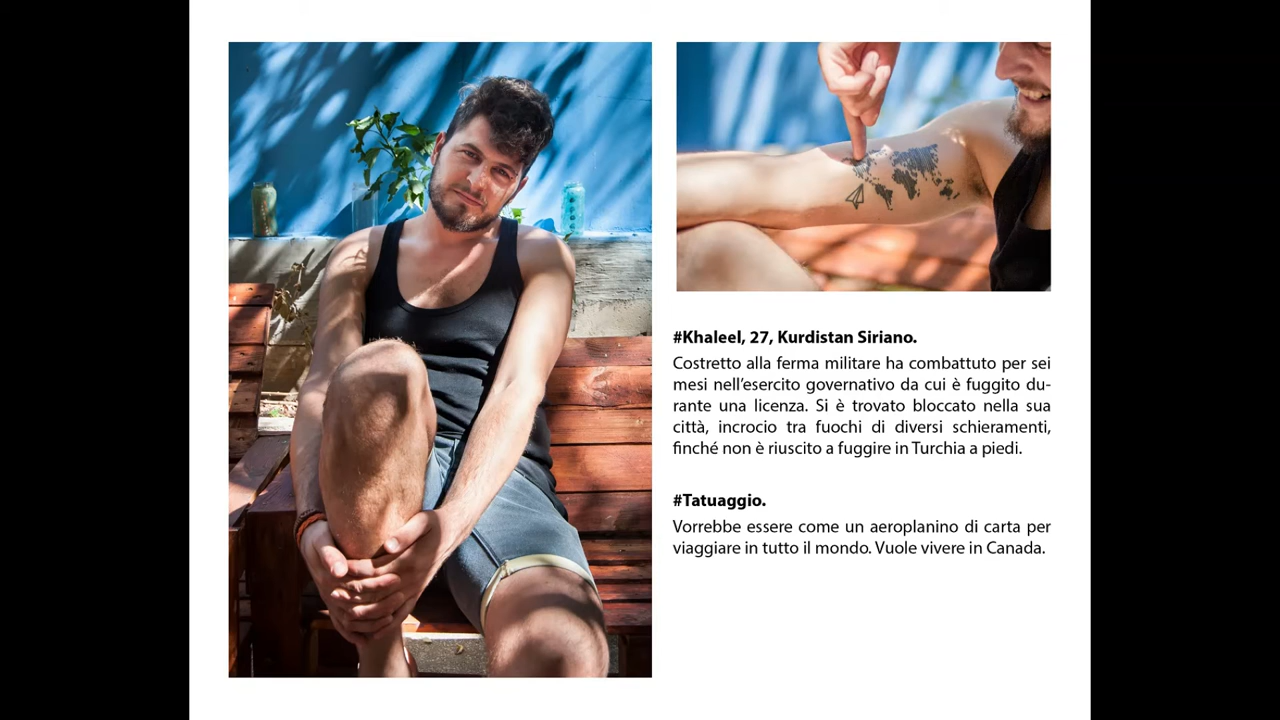 #Khaleel, 27, Kurdistan Siriano.
Costretto alla ferma militare ha combattuto per sei
mesi nell’esercito governativo da cui è fuggito du-
rante una licenza. Si è trovato bloccato nella sua
città, incrocio tra fuochi di diversi schieramenti,
finché non è riuscito a fuggire in Turchia a piedi.
#Tatuaggio.
Vorrebbe essere come un aeroplanino di carta per
viaggiare in tutto il mondo. Vuole vivere in Canada.